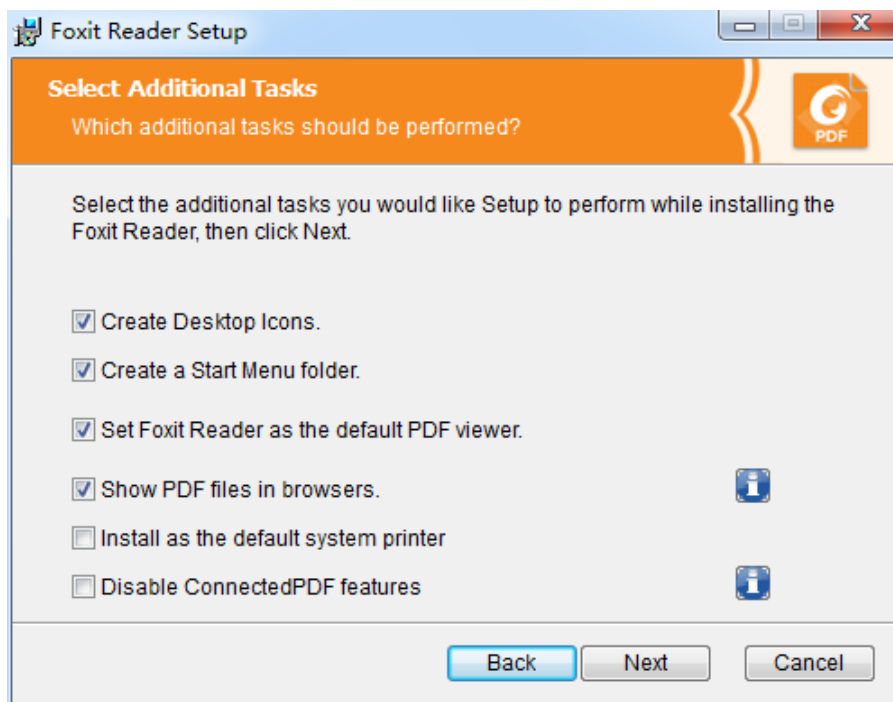 Foxit Reader Setup
Select Additional Tasks
Which additional tasks should be performed?
PDF
Select the additional tasks you would like Setup to perform while installing the
Foxit Reader, then click Next.
Create Desktop Icons.
Create a Start Menu folder.
Set Foxit Reader as the default PDF viewer.
Show PDF files in browsers.
Install as the default system printer
Disable ConnectedPDF features
Back
Next
Cancel